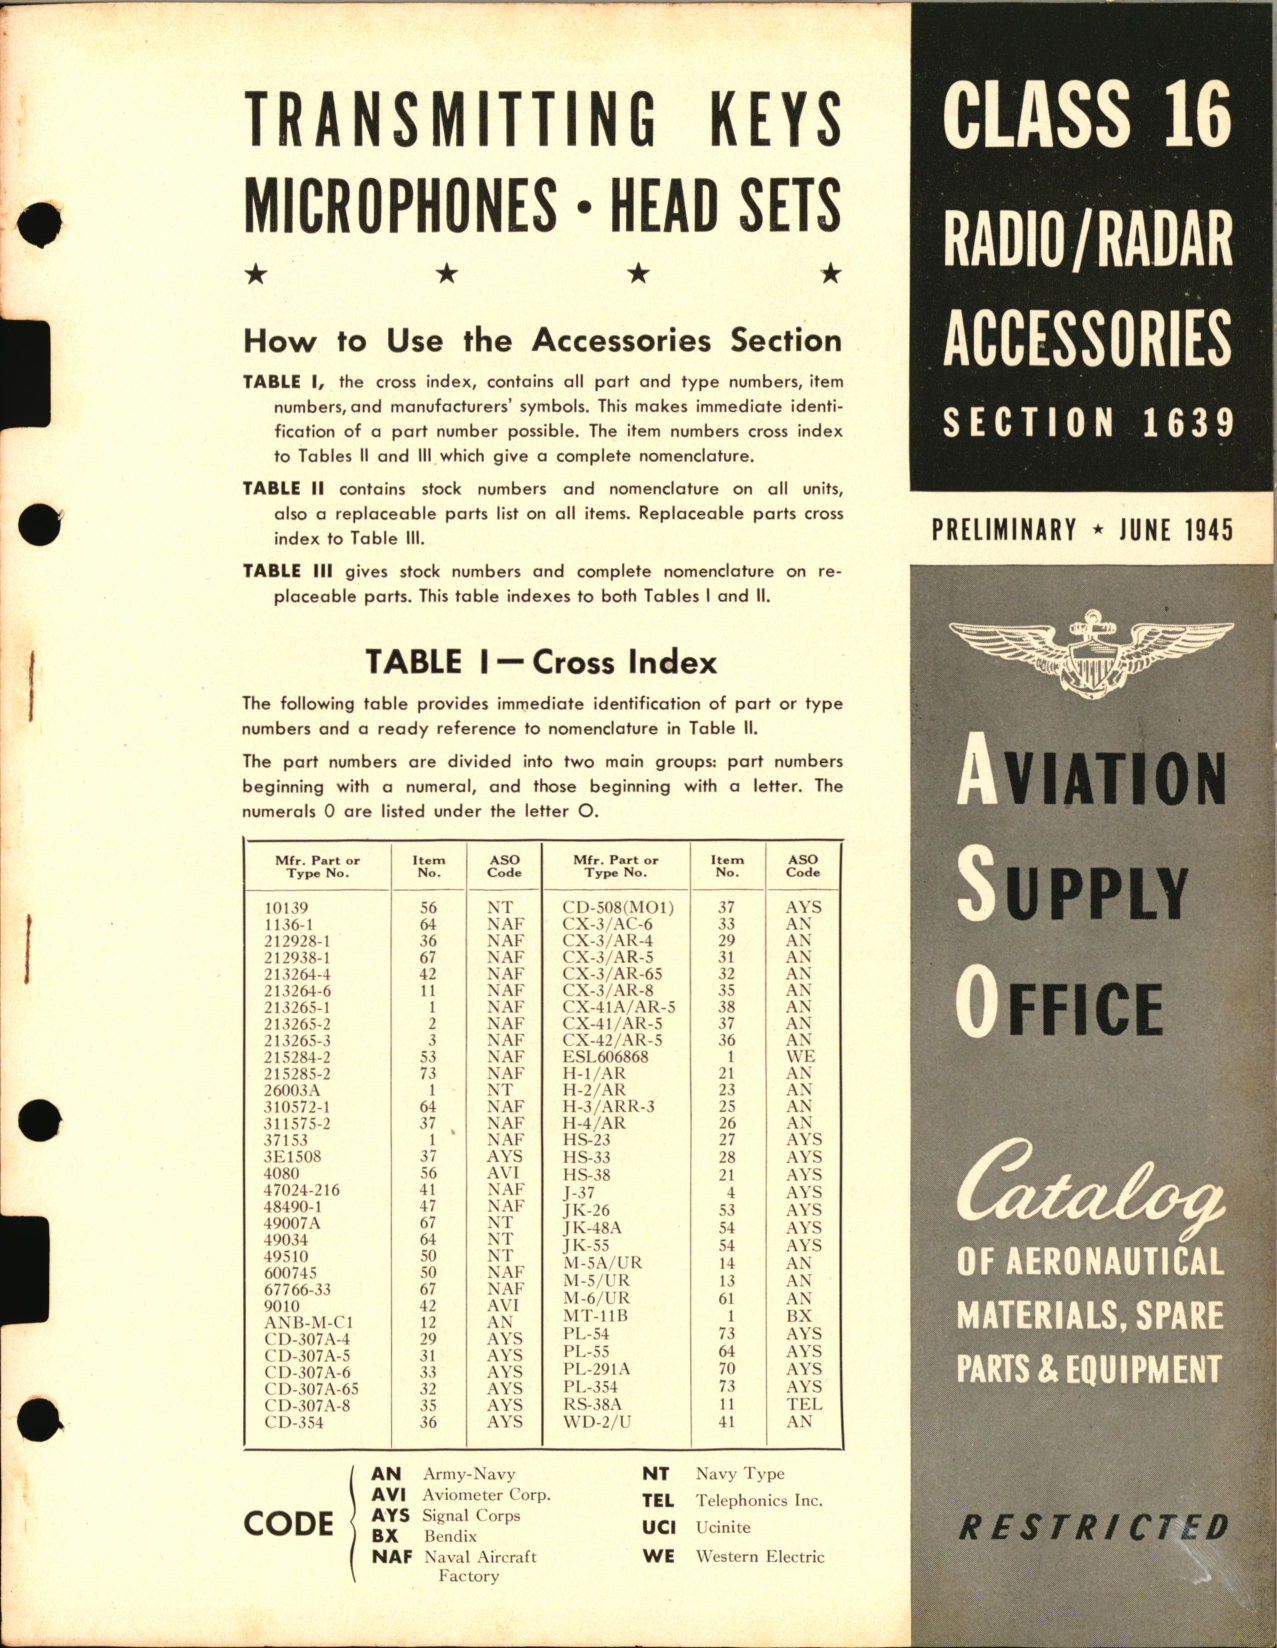 TRANSMITTING KEYS
MICROPHONES • HEAD SETS
★ ★ ★ ★
How to Use the Accessories Section
TABLE I, the cross index, contains all part and type numbers, item
numbers, and manufacturers' symbols. This makes immediate identi-
fication of a part number possible. The item numbers cross index
to Tables II and III which give a complete nomenclature.
TABLE II contains stock numbers and nomenclature on all units,
also a replaceable parts list on all items. Replaceable parts cross
index to Table III.
TABLE III gives stock numbers and complete nomenclature on re-
placeable parts. This table indexes to both Tables I and II.
TABLE I — Cross Index
The following table provides immediate identification of part or type
numbers and a ready reference to nomenclature in Table II.
The part numbers are divided into two main groups: part numbers
beginning with a numeral, and those beginning with a letter. The
numerals 0 are listed under the letter O.
Mfr. Part or Type No. Item No. ASO Code Mfr. Part or Type No. Item No. ASO Code
10139 56 NT CD-508(MO1) 37 AYS
1136-1 64 NAF CX-3/AC-6 33 AN
212928-1 36 NAF CX-3/AR-4 29 AN
212938-1 67 NAF CX-3/AR-5 31 AN
213264-4 42 NAF CX-3/AR-65 32 AN
213264-6 11 NAF CX-3/AR-8 35 AN
213265-1 1 NAF CX-41A/AR-5 38 AN
213265-2 2 NAF CX-41/AR-5 37 AN
213265-3 3 NAF CX-42/AR-5 36 AN
215284-2 53 NAF ESL606868 1 WE
215285-2 73 NAF H-1/AR 21 AN
26003A 1 NT H-2/AR 23 AN
310572-1 64 NAF H-3/ARR-3 25 AN
311575-2 37 NAF H-4/AR 26 AN
37153 1 NAF HS-23 27 AYS
3E1508 37 AYS HS-33 28 AYS
4080 56 AVI HS-38 21 AYS
47024-216 41 NAF J-37 4 AYS
48490-1 47 NAF JK-26 53 AYS
49007A 67 NT JK-48A 54 AYS
49034 64 NT JK-55 54 AYS
49510 50 NT M-5A/UR 14 AN
600745 50 NAF M-5/UR 13 AN
67766-33 67 NAF M-6/UR 61 AN
9010 42 AVI MT-11B 1 BX
ANB-M-C1 12 AN PL-54 73 AYS
CD-307A-4 29 AYS PL-55 64 AYS
CD-307A-5 31 AYS PL-291A 70 AYS
CD-307A-6 33 AYS PL-354 73 AYS
CD-307A-65 32 AYS RS-38A 11 TEL
CD-307A-8 35 AYS WD-2/U 41 AN
CD-354 36 AYS
CODE
AN Army-Navy
AVI Aviometer Corp.
AYS Signal Corps
BX Bendix
NAF Naval Aircraft
Factory
NT Navy Type
TEL Telephonics Inc.
UCI Ucinite
WE Western Electric
CLASS 16
RADIO/RADAR
ACCESSORIES
SECTION 1639
PRELIMINARY ★ JUNE 1945
AVIATION
SUPPLY
OFFICE
Catalog
OF AERONAUTICAL
MATERIALS, SPARE
PARTS & EQUIPMENT
RESTRICTED